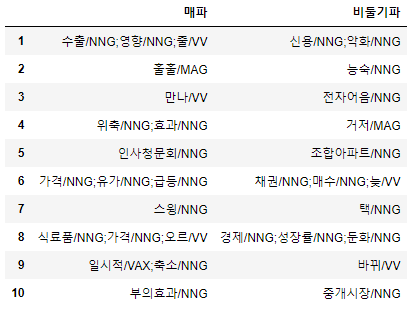 매파 비둘기파
1 수출/NNG;영향/NNG;줄/VV 신용/NNG;악화/NNG
2 훌훌/MAG 능숙/NNG
3 만나/VV 전자어음/NNG
4 위축/NNG;효과/NNG 거저/MAG
5 인사청문회/NNG 조합아파트/NNG
6 가격/NNG;유가/NNG;급등/NNG 채권/NNG;매수/NNG;늦/VV
7 스윙/NNG 택/NNG
8 식료품/NNG;가격/NNG;오르/VV 경제/NNG;성장률/NNG;둔화/NNG
9 일시적/VAX;축소/NNG 바뀌/VV
10 부의효과/NNG 중개시장/NNG